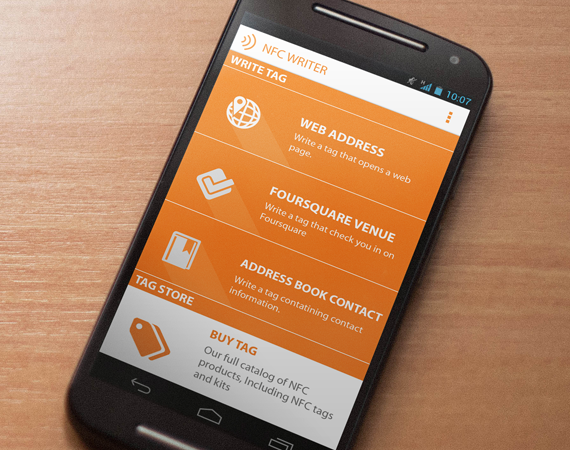 10:07
NFC WRITER
WRITE TAG
WEB ADDRESS
Write a tag that opens a web
page.
FOURSQUARE VENUE
Write a tag that check you in on
Foursquare
ADDRESS BOOK CONTACT
Write a tag contatining contact
information.
TAG STORE
BUY TAG
Our full catalog of NFC
products, Including NFC tags
and kits